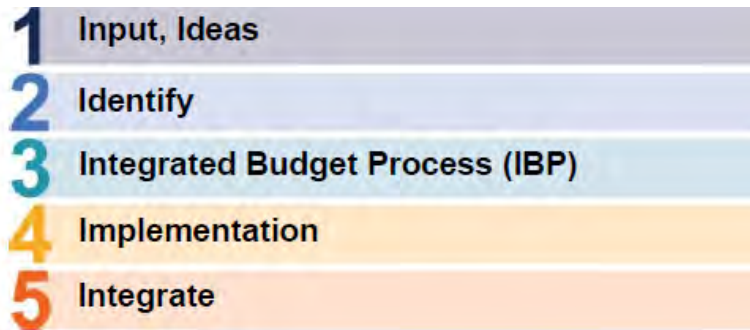 1 Input, Ideas
2 Identify
3 Integrated Budget Process (IBP)
4 Implementation
5 Integrate